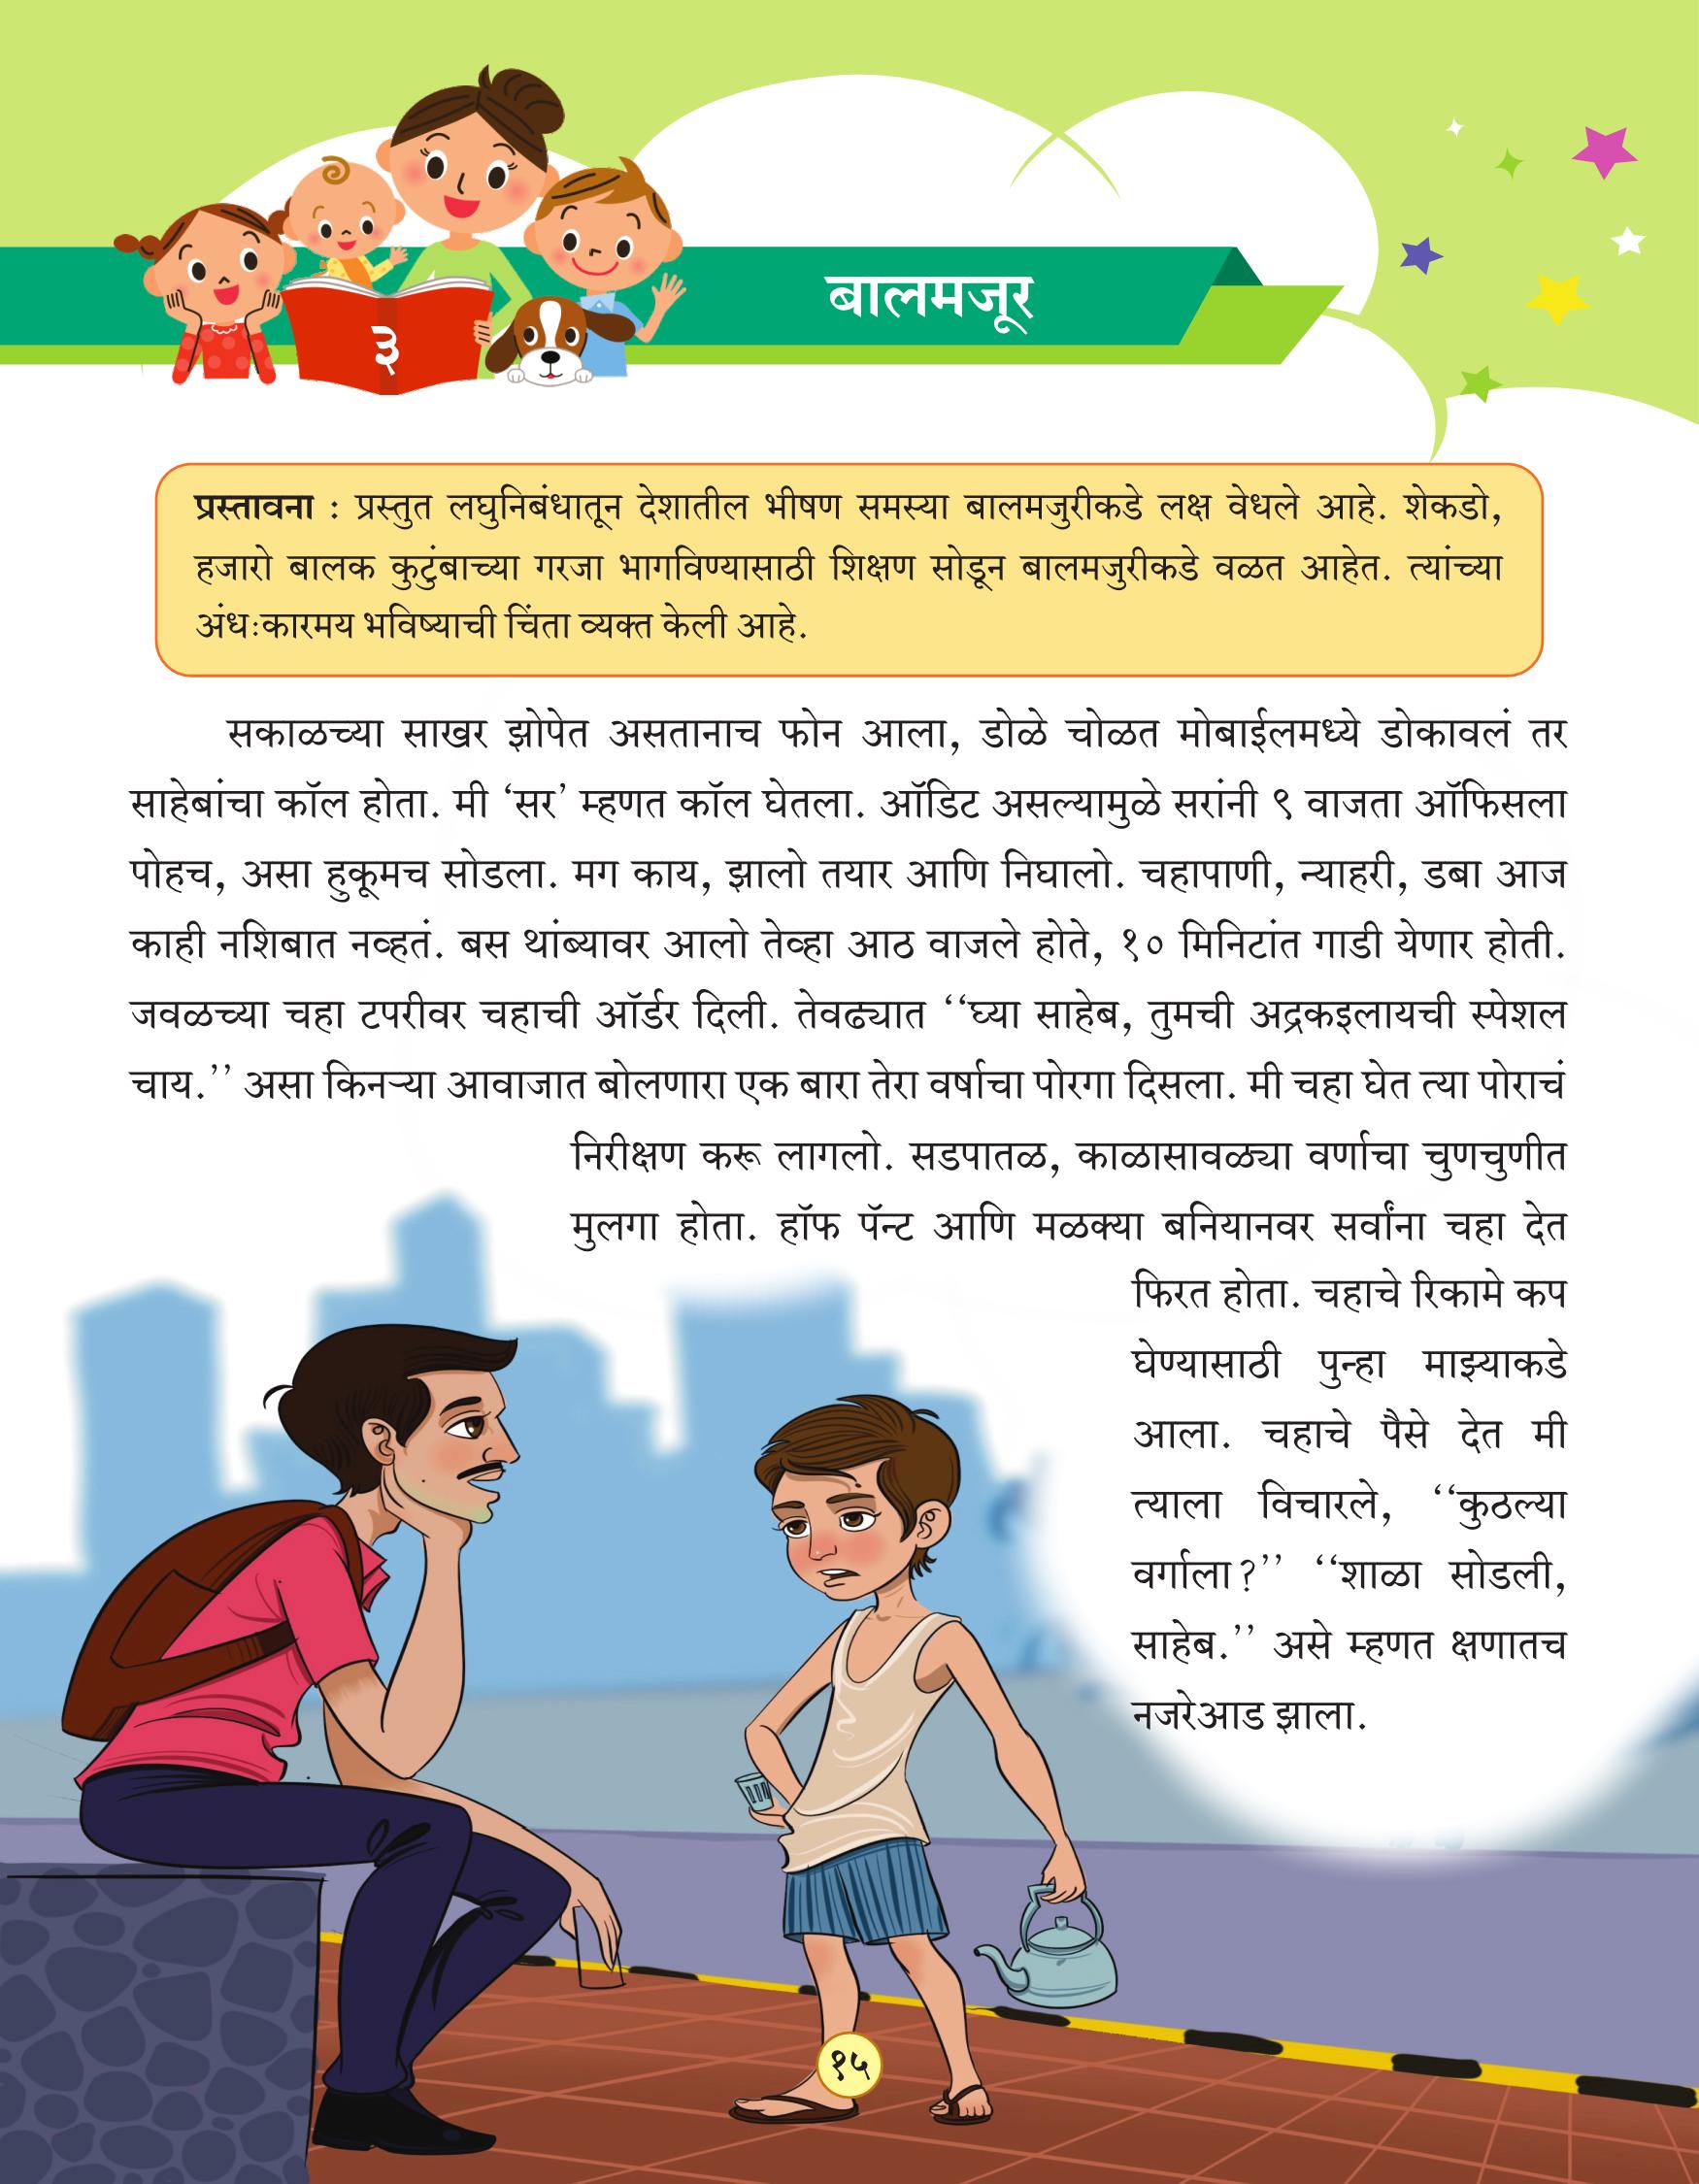 बालमजूर
३
प्रस्तावना : प्रस्तुत लघुनिबंधातून देशातील भीषण समस्या बालमजुरीकडे लक्ष वेधले आहे. शेकडो,
हजारो बालक कुटुंबाच्या गरजा भागविण्यासाठी शिक्षण सोडून बालमजुरीकडे वळत आहेत. त्यांच्या
अंधःकारमय भविष्याची चिंता व्यक्त केली आहे.
सकाळच्या साखर झोपेत असतानाच फोन आला, डोळे चोळत मोबाईलमध्ये डोकावलं तर
साहेबांचा कॉल होता. मी ‘सर’ म्हणत कॉल घेतला. ऑडिट असल्यामुळे सरांनी ९ वाजता ऑफिसला
पोहच, असा हुकूमच सोडला. मग काय, झालो तयार आणि निघालो. चहापाणी, न्याहरी, डबा आज
काही नशिबात नव्हतं. बस थांब्यावर आलो तेव्हा आठ वाजले होते, १० मिनिटांत गाडी येणार होती.
जवळच्या चहा टपरीवर चहाची ऑर्डर दिली. तेवढ्यात ‘‘घ्या साहेब, तुमची अद्रकइलायची स्पेशल
चाय.’’ असा किनऱ्या आवाजात बोलणारा एक बारा तेरा वर्षाचा पोरगा दिसला. मी चहा घेत त्या पोराचं
निरीक्षण करू लागलो. सडपातळ, काळासावळ्या वर्णाचा चुणचुणीत
मुलगा होता. हॉफ पॅन्ट आणि मळक्या बनियानवर सर्वांना चहा देत
फिरत होता. चहाचे रिकामे कप
घेण्यासाठी पुन्हा माझ्याकडे
आला. चहाचे पैसे देत मी
त्याला विचारले, ‘‘कुठल्या
वर्गाला?’’ ‘‘शाळा सोडली,
साहेब.’’ असे म्हणत क्षणातच
नजरेआड झाला.
१५